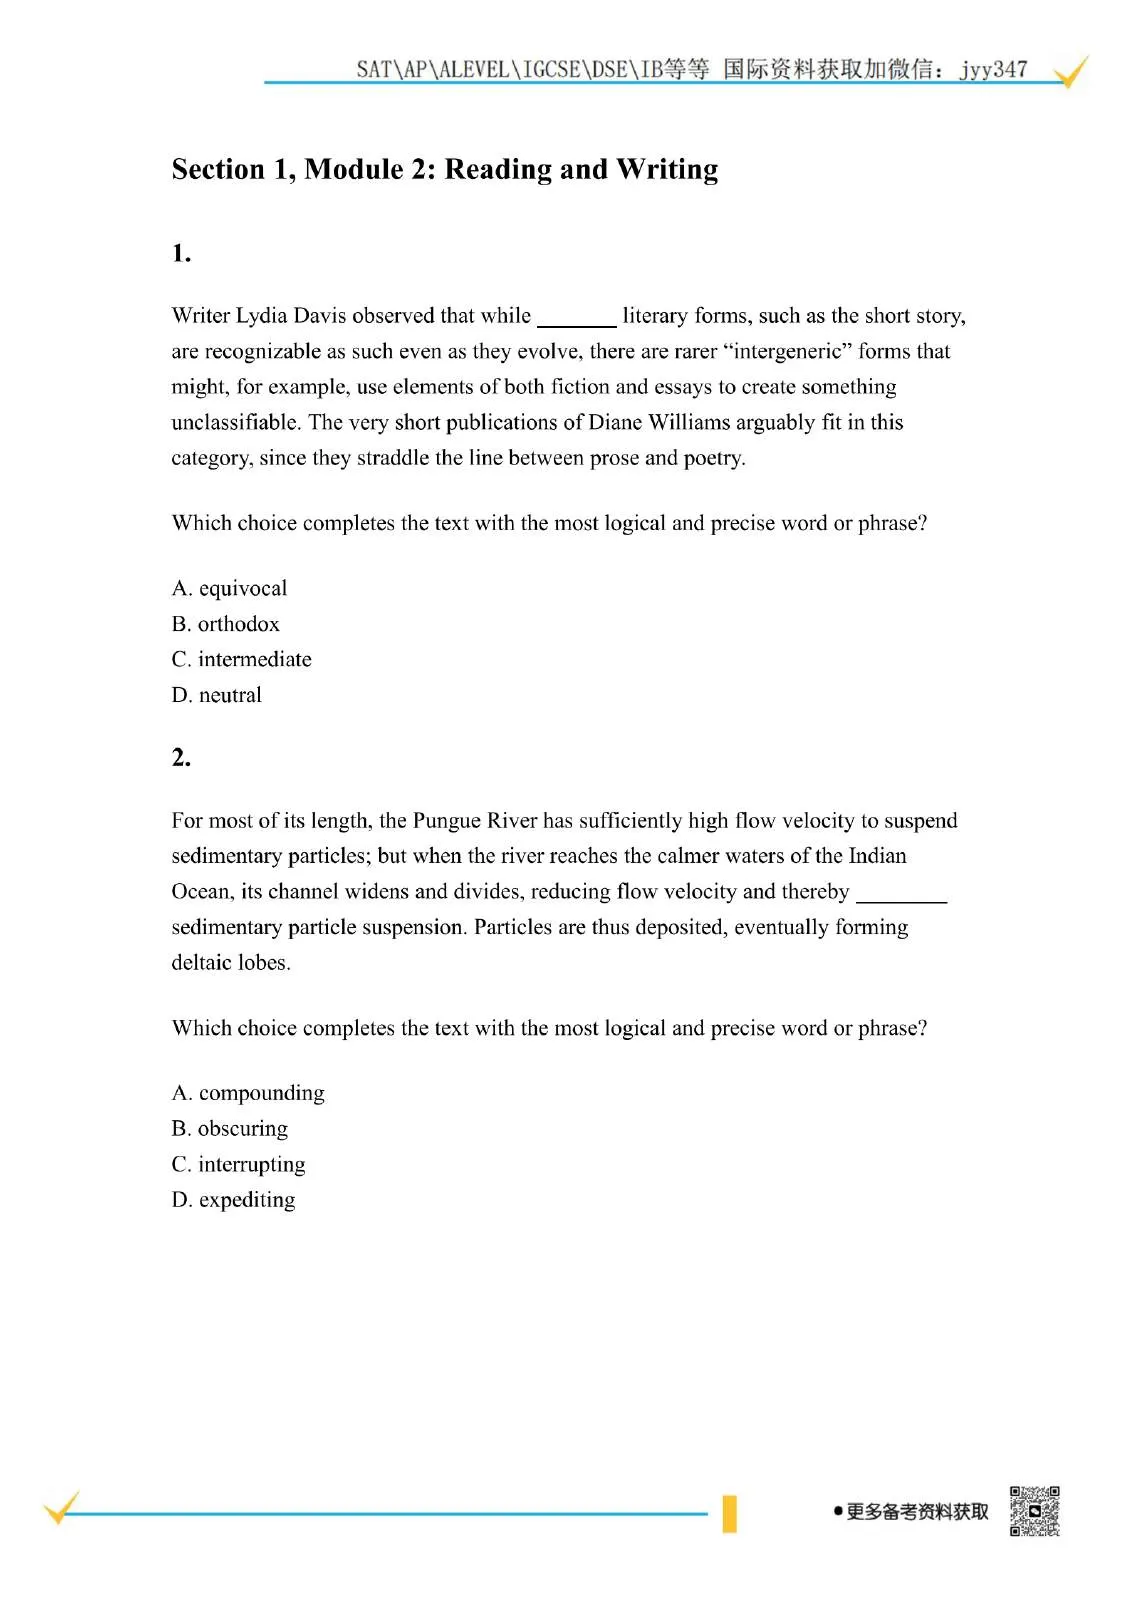 SAT\AP\ALEVEL\IGCSE\DSE\IB等等 国际资料获取加微信：jyy347
Section 1, Module 2: Reading and Writing
1.
Writer Lydia Davis observed that while _______ literary forms, such as the short story,
are recognizable as such even as they evolve, there are rarer “intergeneric” forms that
might, for example, use elements of both fiction and essays to create something
unclassifiable. The very short publications of Diane Williams arguably fit in this
category, since they straddle the line between prose and poetry.
Which choice completes the text with the most logical and precise word or phrase?
A. equivocal
B. orthodox
C. intermediate
D. neutral
2.
For most of its length, the Pungue River has sufficiently high flow velocity to suspend
sedimentary particles; but when the river reaches the calmer waters of the Indian
Ocean, its channel widens and divides, reducing flow velocity and thereby ________
sedimentary particle suspension. Particles are thus deposited, eventually forming
deltaic lobes.
Which choice completes the text with the most logical and precise word or phrase?
A. compounding
B. obscuring
C. interrupting
D. expediting
●更多备考资料获取